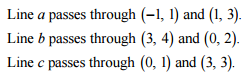 Line a passes through (−1, 1) and (1, 3).
Line b passes through (3, 4) and (0, 2).
Line c passes through (0, 1) and (3, 3).